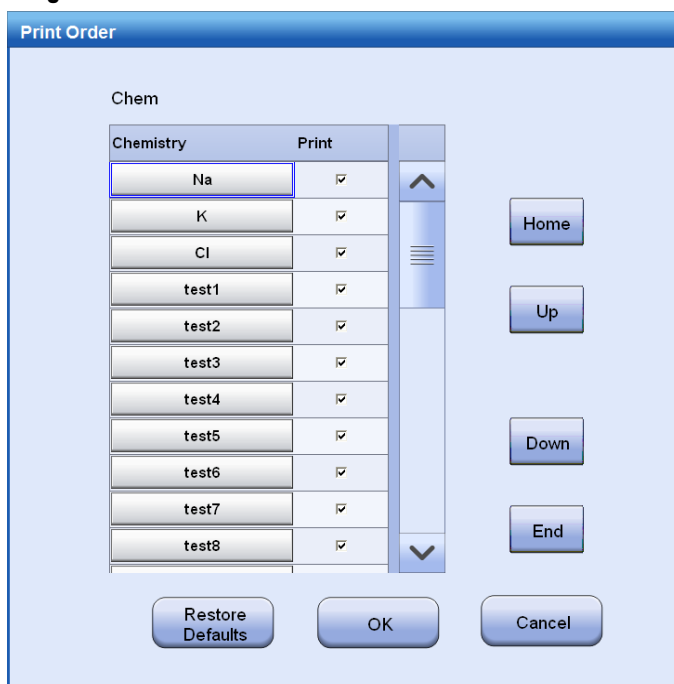 Print Order
Chem
Chemistry Print
Na
K
Cl
test1
test2
test3
test4
test5
test6
test7
test8
Home
Up
Down
End
Restore
Defaults
OK
Cancel